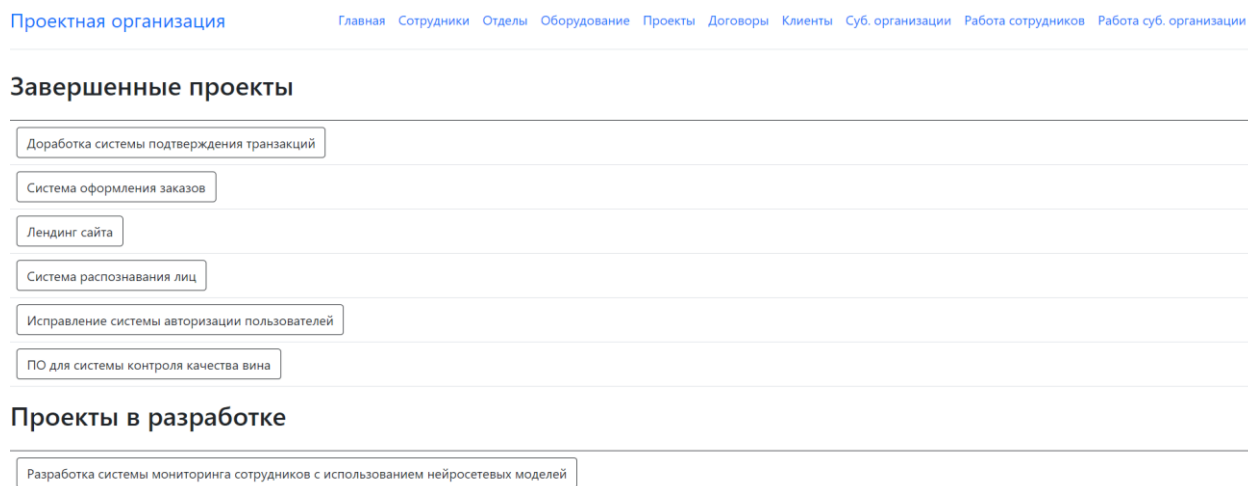 Проектная организация Главная Сотрудники Отделы Оборудование Проекты Договоры Клиенты Суб. организации Работа сотрудников Работа суб. организации
Завершенные проекты
Доработка системы подтверждения транзакций
Система оформления заказов
Лендинг сайта
Система распознавания лиц
Исправление системы авторизации пользователей
ПО для системы контроля качества вина
Проекты в разработке
Разработка системы мониторинга сотрудников с использованием нейросетевых моделей